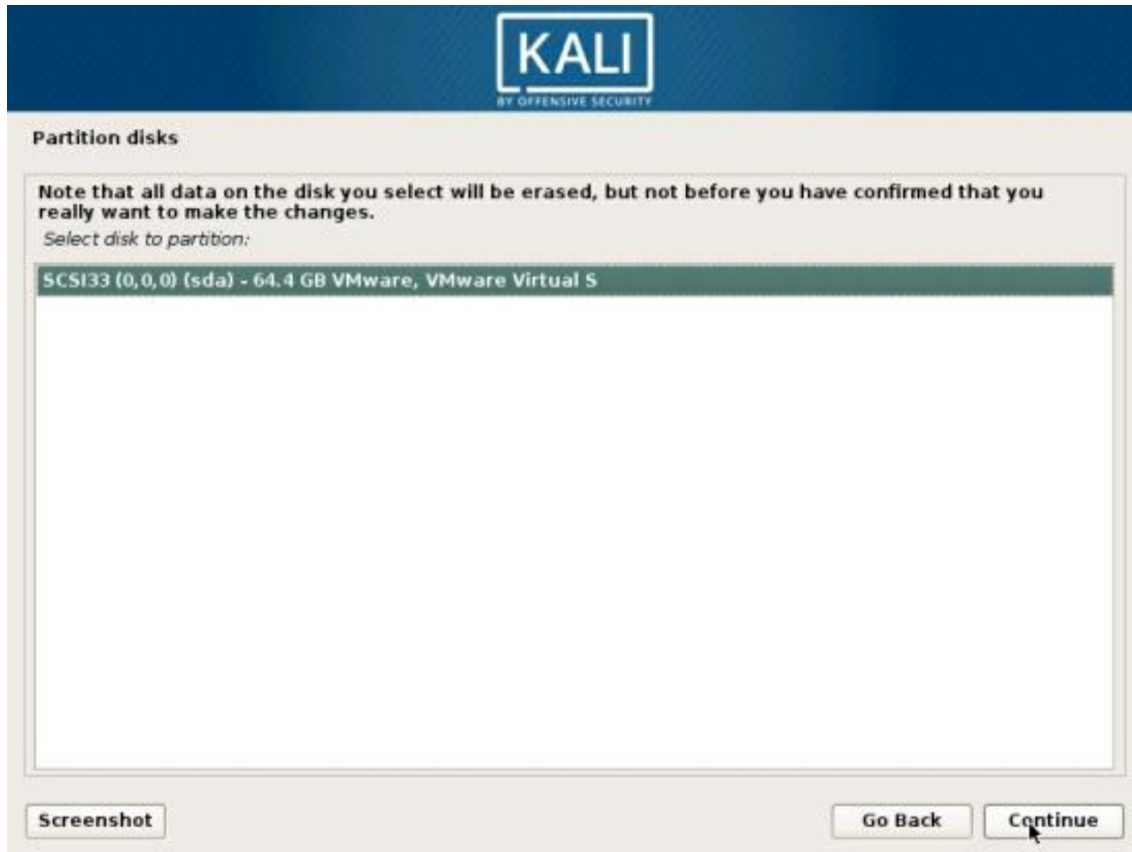 KALI
BY OFFENSIVE SECURITY
Partition disks
Note that all data on the disk you select will be erased, but not before you have confirmed that you
really want to make the changes.
Select disk to partition:
SCSI33 (0,0,0) (sda) - 64.4 GB VMware, VMware Virtual S
Screenshot
Go Back
Continue